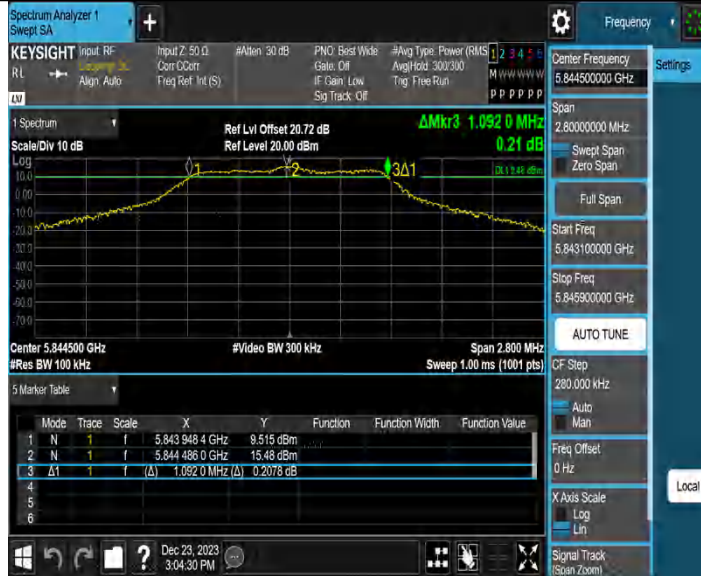 Spectrum Analyzer 1
Swept SA
+
Frequency
KEYSIGHT
Input: RF
Input Z: 50 Ω
#Atten: 30 dB
PNO: Best Wide
#Avg Type: Power (RMS
1 2 3 4 5 6
RL
Corr CCorr
Gate: Off
Avg|Hold: 300/300
M W W W W W
Align: Auto
Freq Ref: Int (S)
IF Gain: Low
Trig: Free Run
Sig Track: Off
P P P P P P
Center Frequency
5.844500000 GHz
Settings
1 Spectrum
Scale/Div 10 dB
Ref Lvl Offset 20.72 dB
Ref Level 20.00 dBm
ΔMkr3 1.092 0 MHz
0.21 dB
Span
2.80000000 MHz
Swept Span
Zero Span
Log
10.0
0.00
-10.0
-20.0
-30.0
-40.0
-50.0
-60.0
-70.0
1
2
3Δ1
Full Span
Start Freq
5.843100000 GHz
Stop Freq
5.845900000 GHz
AUTO TUNE
Center 5.844500 GHz
#Video BW 300 kHz
Span 2.800 MHz
#Res BW 100 kHz
Sweep 1.00 ms (1001 pts)
CF Step
280.000 kHz
Auto
Man
5 Marker Table
Mode Trace Scale X Y Function Function Width Function Value
1 N 1 f 5.843 948 4 GHz 9.515 dBm
2 N 1 f 5.844 486 0 GHz 15.48 dBm
3 Δ1 1 f (Δ) 1.092 0 MHz (Δ) 0.2078 dB
4
5
6
Freq Offset
0 Hz
X Axis Scale
Log
Lin
Local
Signal Track
(Span Zoom)
?
Dec 23, 2023
3:04:30 PM